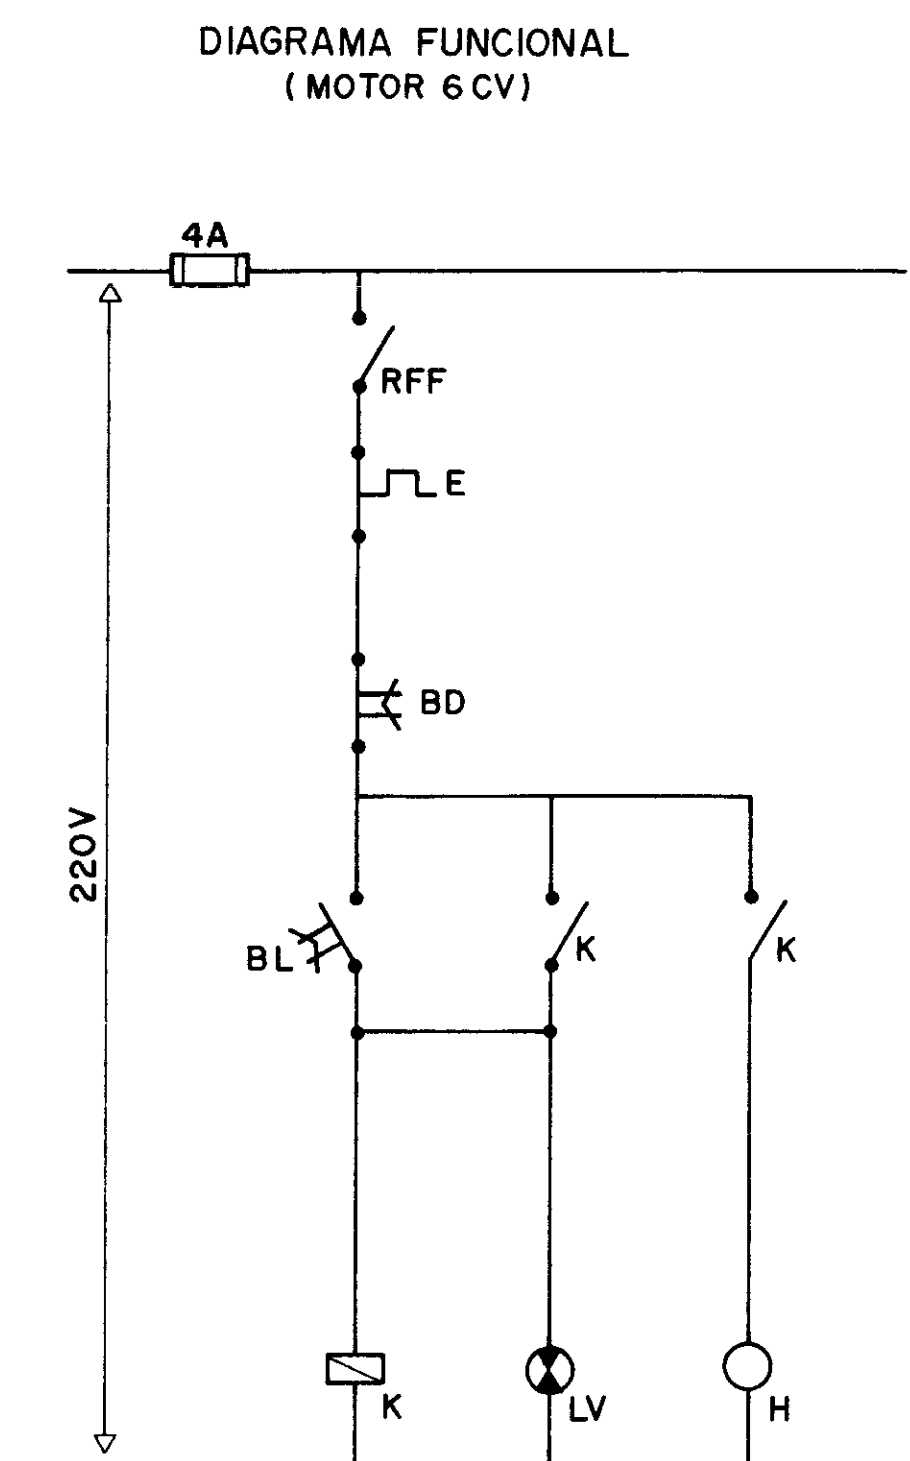 DIAGRAMA FUNCIONAL
(MOTOR 6CV)
4A
RFF
E
BD
220V
BL
K
K
K
LV
H